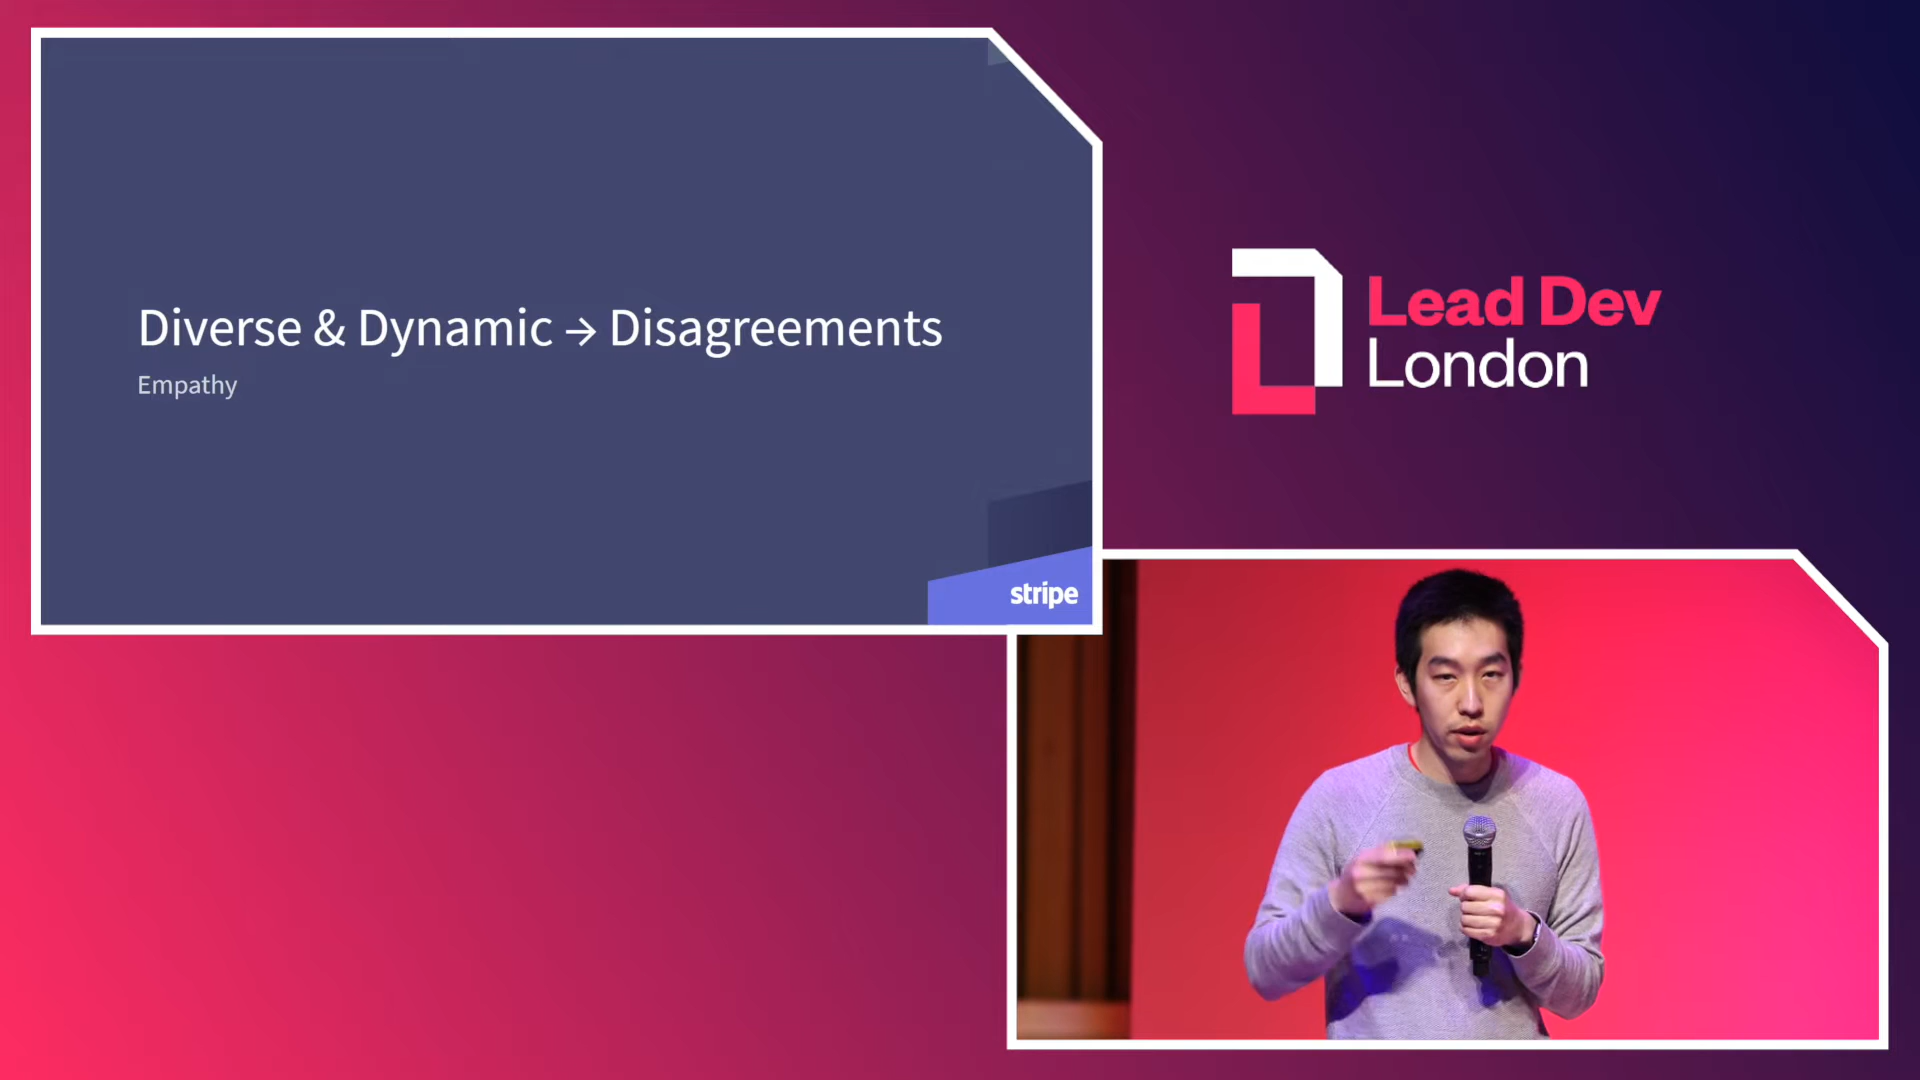 Diverse & Dynamic → Disagreements
Empathy
stripe
Lead Dev
London